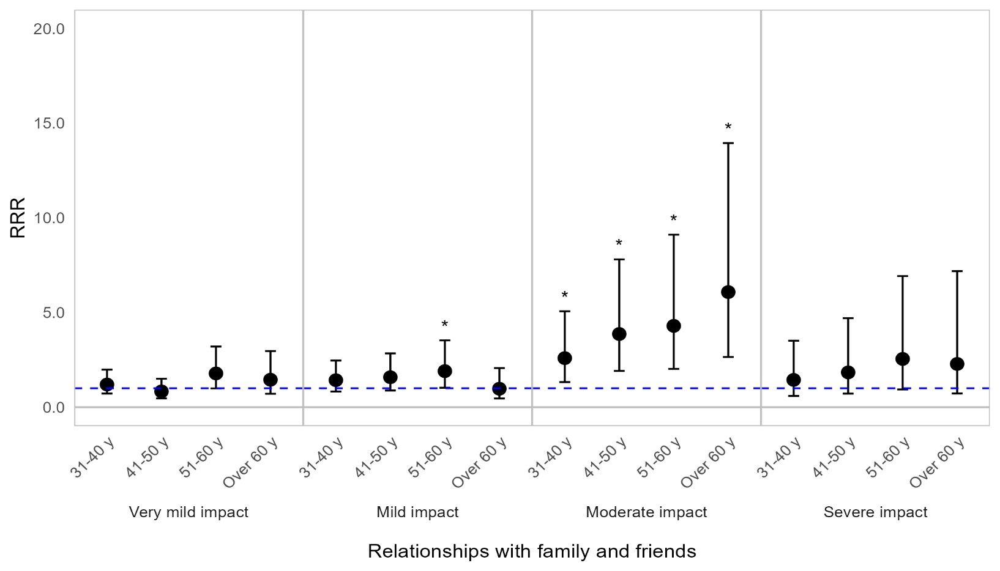 20.0
15.0
10.0
5.0
0.0
RRR
*
*
*
*
*
31-40 y
41-50 y
51-60 y
Over 60 y
31-40 y
41-50 y
51-60 y
Over 60 y
31-40 y
41-50 y
51-60 y
Over 60 y
31-40 y
41-50 y
51-60 y
Over 60 y
Very mild impact
Mild impact
Moderate impact
Severe impact
Relationships with family and friends